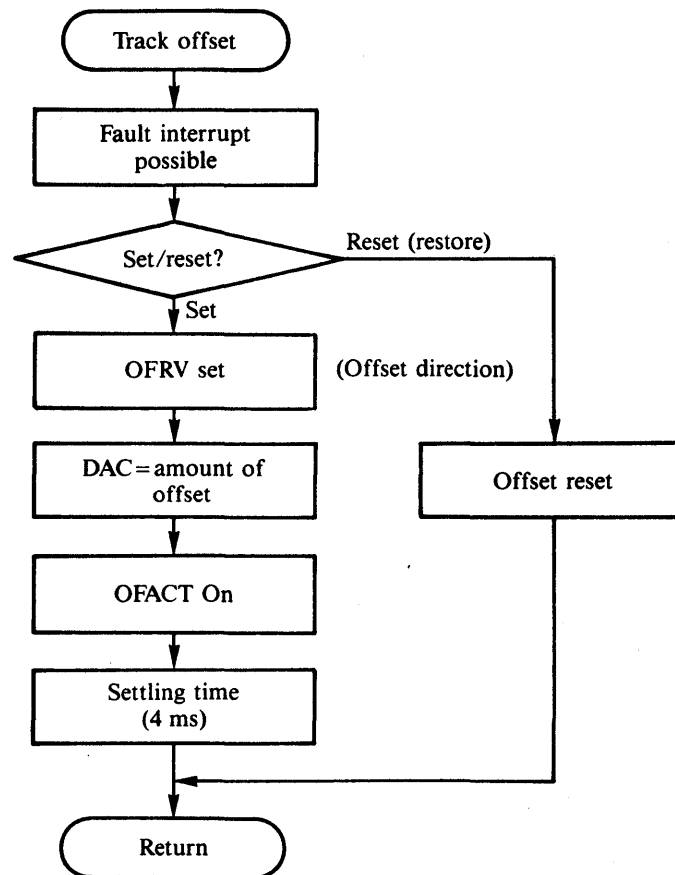 Track offset
Fault interrupt
possible
Set/reset?
Reset (restore)
Set
OFRV set
(Offset direction)
DAC=amount of
offset
Offset reset
OFACT On
Settling time
(4 ms)
Return